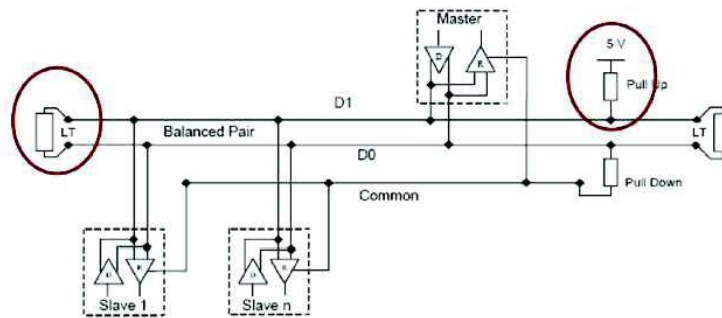 Master
5 V
Pull Up
D1
LT
Balanced Pair
LT
D0
Pull Down
Common
D
R
D
R
D
R
Slave 1
Slave n